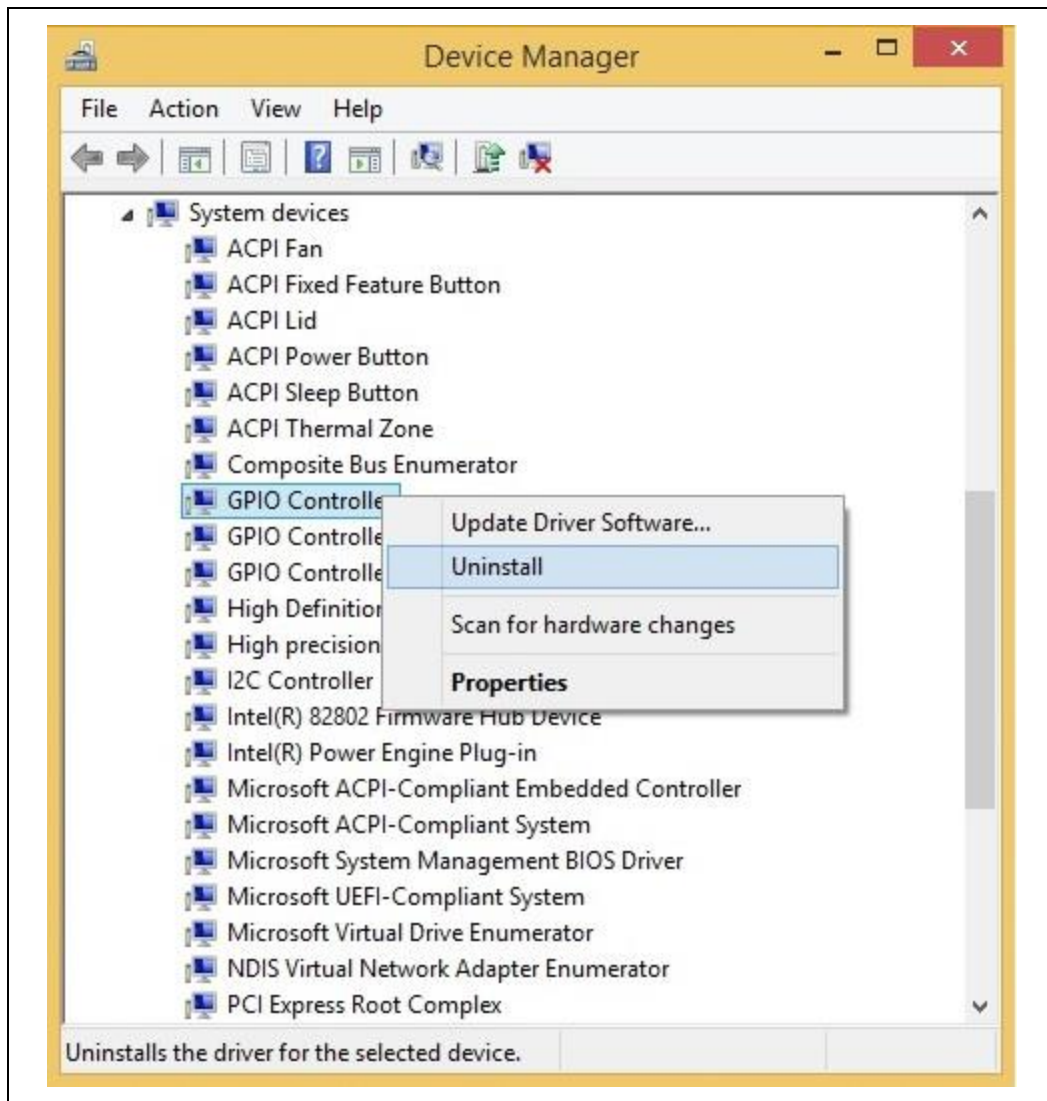 Device Manager
File Action View Help
System devices
ACPI Fan
ACPI Fixed Feature Button
ACPI Lid
ACPI Power Button
ACPI Sleep Button
ACPI Thermal Zone
Composite Bus Enumerator
GPIO Controlle
GPIO Controlle
GPIO Controlle
High Definition
High precision
I2C Controller
Intel(R) 82802 Firmware Hub Device
Intel(R) Power Engine Plug-in
Microsoft ACPI-Compliant Embedded Controller
Microsoft ACPI-Compliant System
Microsoft System Management BIOS Driver
Microsoft UEFI-Compliant System
Microsoft Virtual Drive Enumerator
NDIS Virtual Network Adapter Enumerator
PCI Express Root Complex
Update Driver Software...
Uninstall
Scan for hardware changes
Properties
Uninstalls the driver for the selected device.